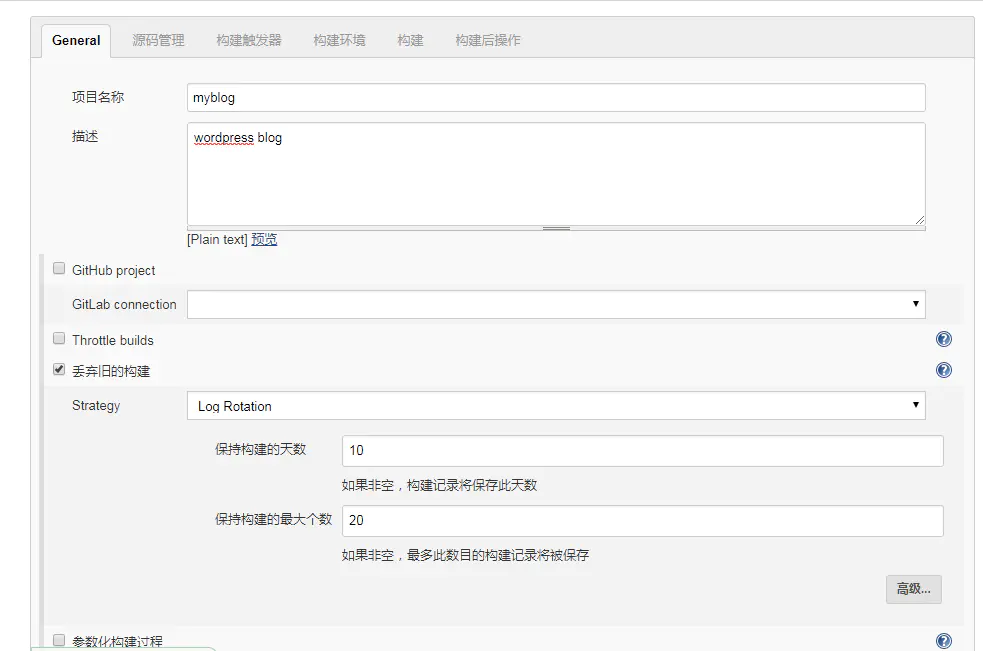 General 源码管理 构建触发器 构建环境 构建 构建后操作
项目名称 myblog
描述 wordpress blog
[Plain text] 预览
GitHub project
GitLab connection
Throttle builds
丢弃旧的构建
Strategy Log Rotation
保持构建的天数 10
如果非空，构建记录将保存此天数
保持构建的最大个数 20
如果非空，最多此数目的构建记录将被保存
高级...
参数化构建过程